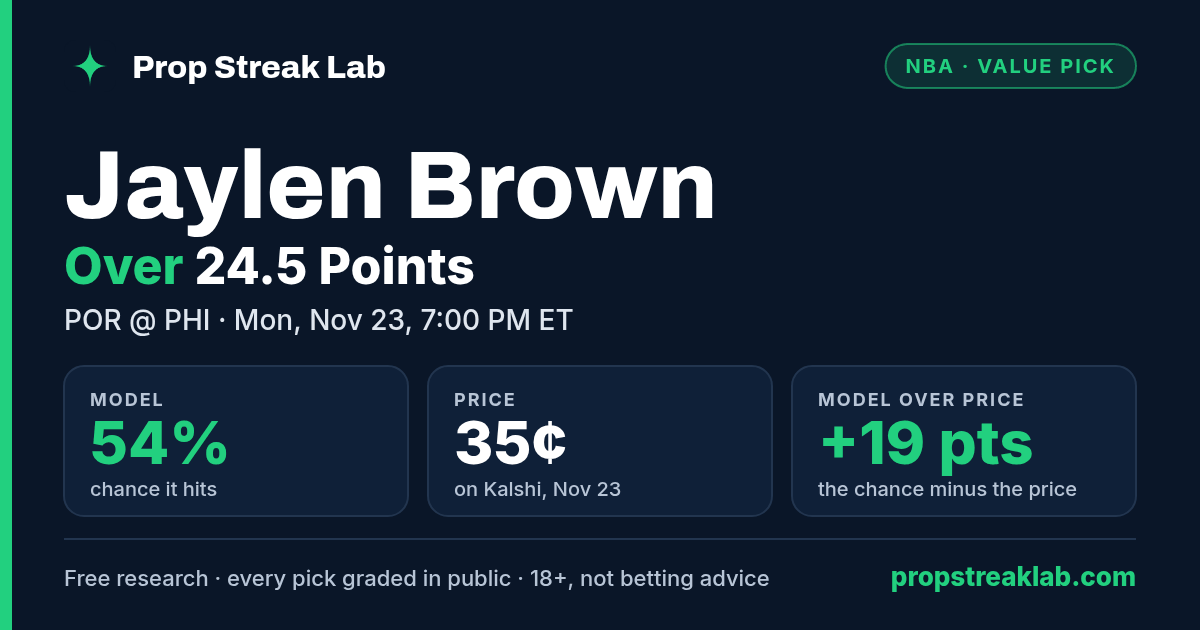 Prop Streak Lab
NBA · VALUE PICK
Jaylen Brown
Over 24.5 Points
POR @ PHI · Mon, Nov 23, 7:00 PM ET
MODEL
54%
chance it hits
PRICE
35¢
on Kalshi, Nov 23
MODEL OVER PRICE
+19 pts
the chance minus the price
Free research · every pick graded in public · 18+, not betting advice
propstreaklab.com